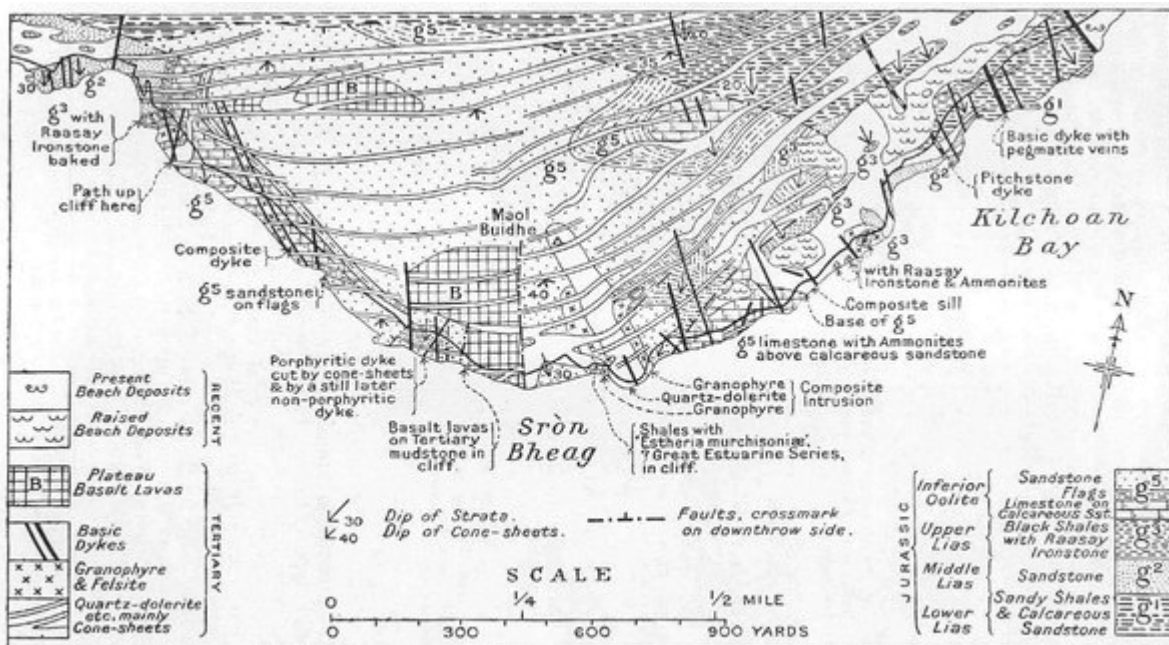 g⁵
40
35
20
B
30
g²
g³ with
Raasay
Ironstone
baked
Path up
cliff here
g⁵
g⁵
g⁵
g⁵
g³
g²
g¹
Basic dyke with
pegmatite veins
Pitchstone
dyke
Kilchoan
Bay
Maol
Buidhe
g³
g³
with Raasay
Ironstone & Ammonites
Composite
dyke
B
40
Composite sill
Base of g⁵
g⁵ sandstone
on flags
g⁵ limestone with Ammonites
above calcareous sandstone
N
30
Porphyritic dyke
cut by cone-sheets
& by a still later
non-porphyritic
dyke.
Granophyre
Quartz-dolerite
Granophyre
Composite
Intrusion
Basalt lavas
on Tertiary
mudstone in
cliff.
Sròn
Bheag
Shales with
'Estheria murchisoniæ',
? Great Estuarine Series,
in cliff.
Present
Beach Deposits
Raised
Beach Deposits
RECENT
B
Plateau
Basalt Lavas
Basic
Dykes
Granophyre
& Felsite
Quartz-dolerite
etc. mainly
Cone-sheets
TERTIARY
30
Dip of Strata.
40
Dip of Cone-sheets.
Faults, crossmark
on downthrow side.
SCALE
0 1/4 1/2 MILE
0 300 600 900 YARDS
JURASSIC
Inferior
Oolite
Sandstone
Flags
Limestone on
Calcareous Sst.
g⁵
Upper
Lias
Black Shales
with Raasay
Ironstone
g³
Middle
Lias
Sandstone
g²
Lower
Lias
Sandy Shales
& Calcareous
Sandstone
g¹